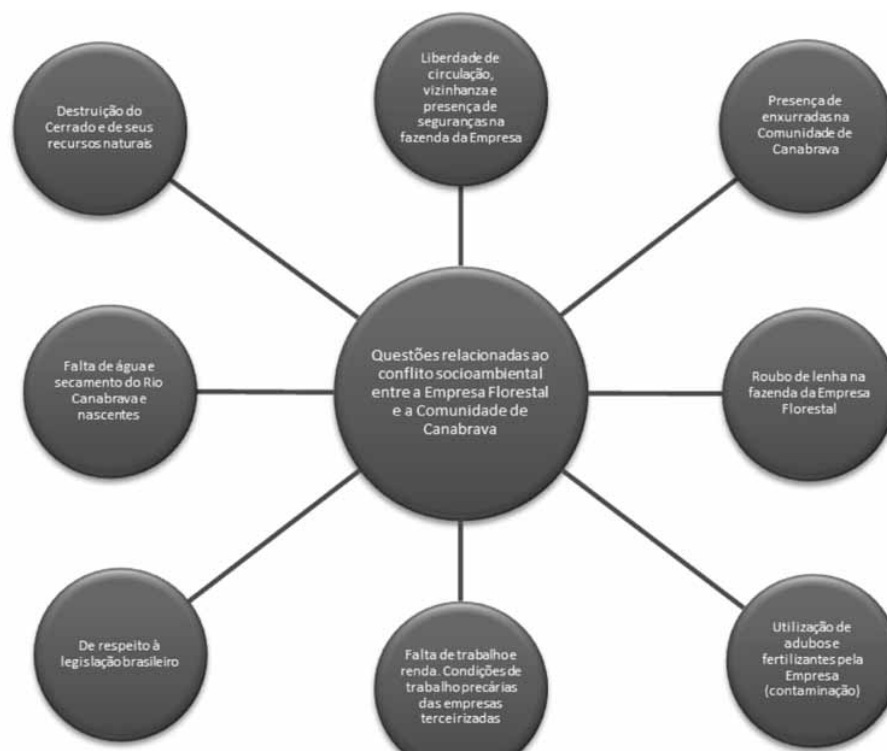 Liberdade de
circulação,
vizinhanza e
presença de
seguranças na
fazenda da Empresa
Destruição do
Cerrado e de seus
recursos naturais
Presença de
enxurradas na
Comunidade de
Canabrava
Questões relacionadas ao
conflito socioambiental
entre a Empresa Florestal
e a Comunidade de
Canabrava
Falta de água e
secamento do Rio
Canabrava e
nascentes
Roubo de lenha na
fazenda da Empresa
Florestal
De respeito à
legislação brasileiro
Falta de trabalho e
renda. Condições de
trabalho precárias
das empresas
terceirizadas
Utilização de
adubos e
fertilizantes pela
Empresa
(contaminação)